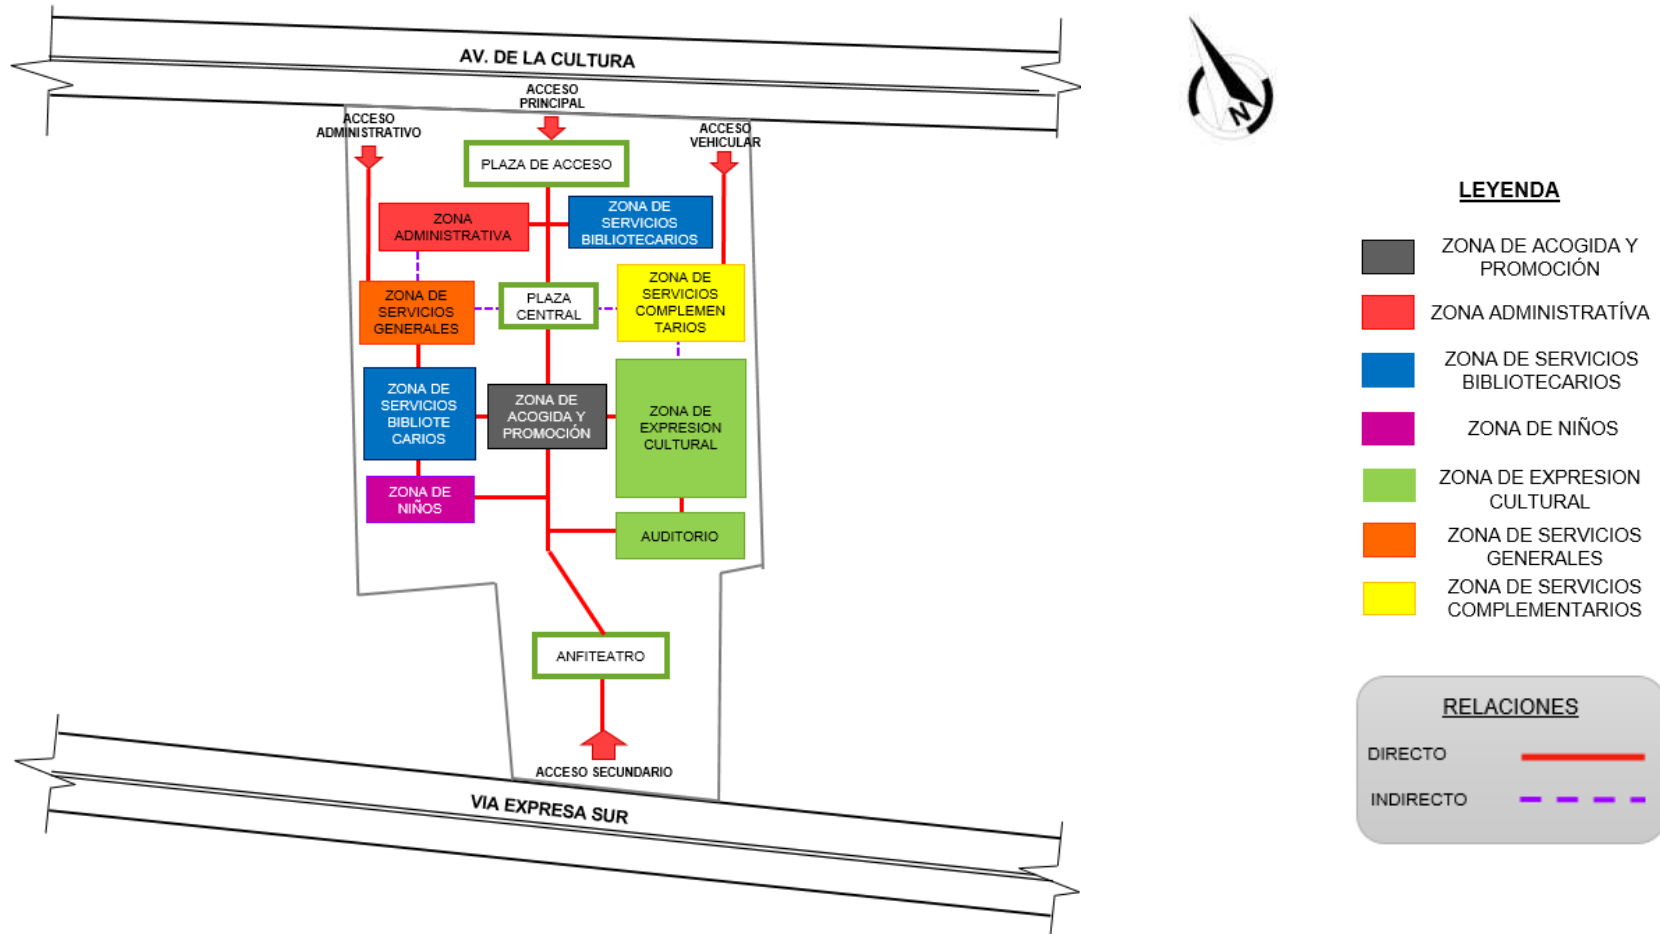 AV. DE LA CULTURA
ACCESO
PRINCIPAL
ACCESO
ADMINISTRATIVO
ACCESO
VEHICULAR
PLAZA DE ACCESO
ZONA
ADMINISTRATIVA
ZONA DE
SERVICIOS
BIBLIOTECARIOS
ZONA DE
SERVICIOS
GENERALES
PLAZA
CENTRAL
ZONA DE
SERVICIOS
COMPLEMEN
TARIOS
ZONA DE
SERVICIOS
BIBLIOTE
CARIOS
ZONA DE
ACOGIDA Y
PROMOCIÓN
ZONA DE
EXPRESION
CULTURAL
ZONA DE
NIÑOS
AUDITORIO
ANFITEATRO
ACCESO SECUNDARIO
VIA EXPRESA SUR
N
LEYENDA
ZONA DE ACOGIDA Y
PROMOCIÓN
ZONA ADMINISTRATÍVA
ZONA DE SERVICIOS
BIBLIOTECARIOS
ZONA DE NIÑOS
ZONA DE EXPRESION
CULTURAL
ZONA DE SERVICIOS
GENERALES
ZONA DE SERVICIOS
COMPLEMENTARIOS
RELACIONES
DIRECTO
INDIRECTO